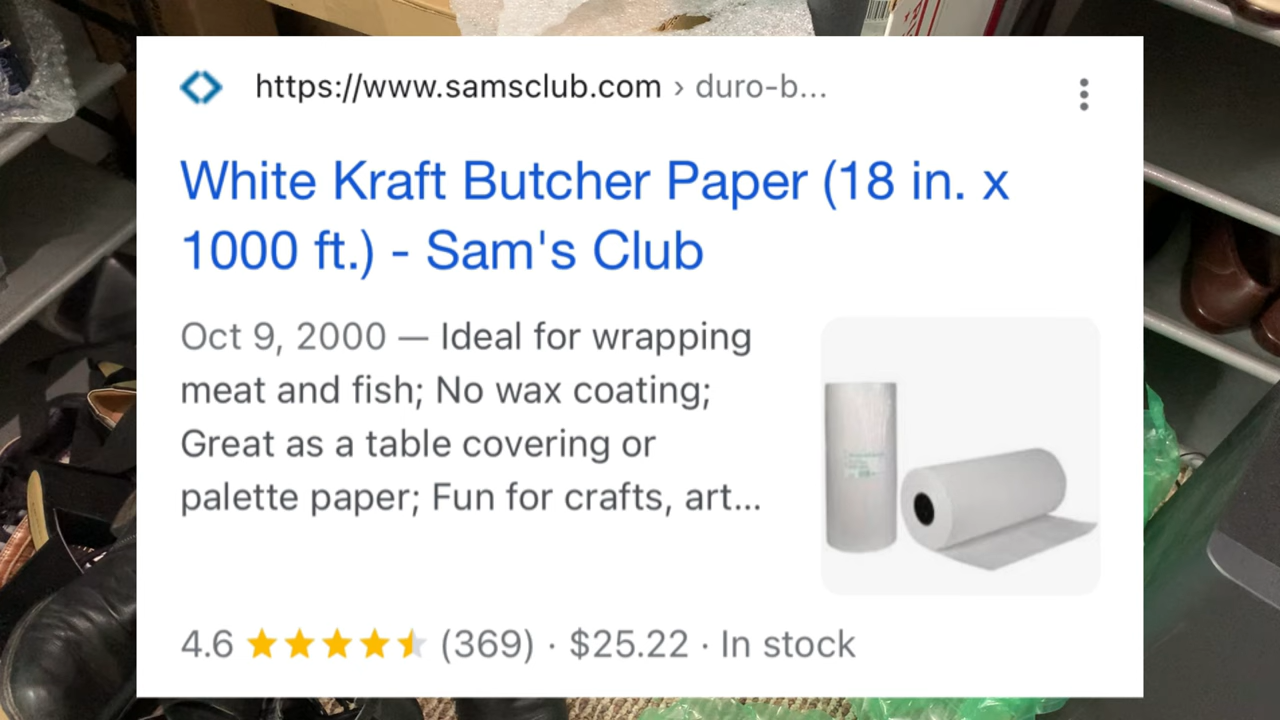 https://www.samsclub.com › duro-b...
White Kraft Butcher Paper (18 in. x
1000 ft.) - Sam's Club
Oct 9, 2000 — Ideal for wrapping
meat and fish; No wax coating;
Great as a table covering or
palette paper; Fun for crafts, art...
4.6 ★★★★★ (369) · $25.22 · In stock